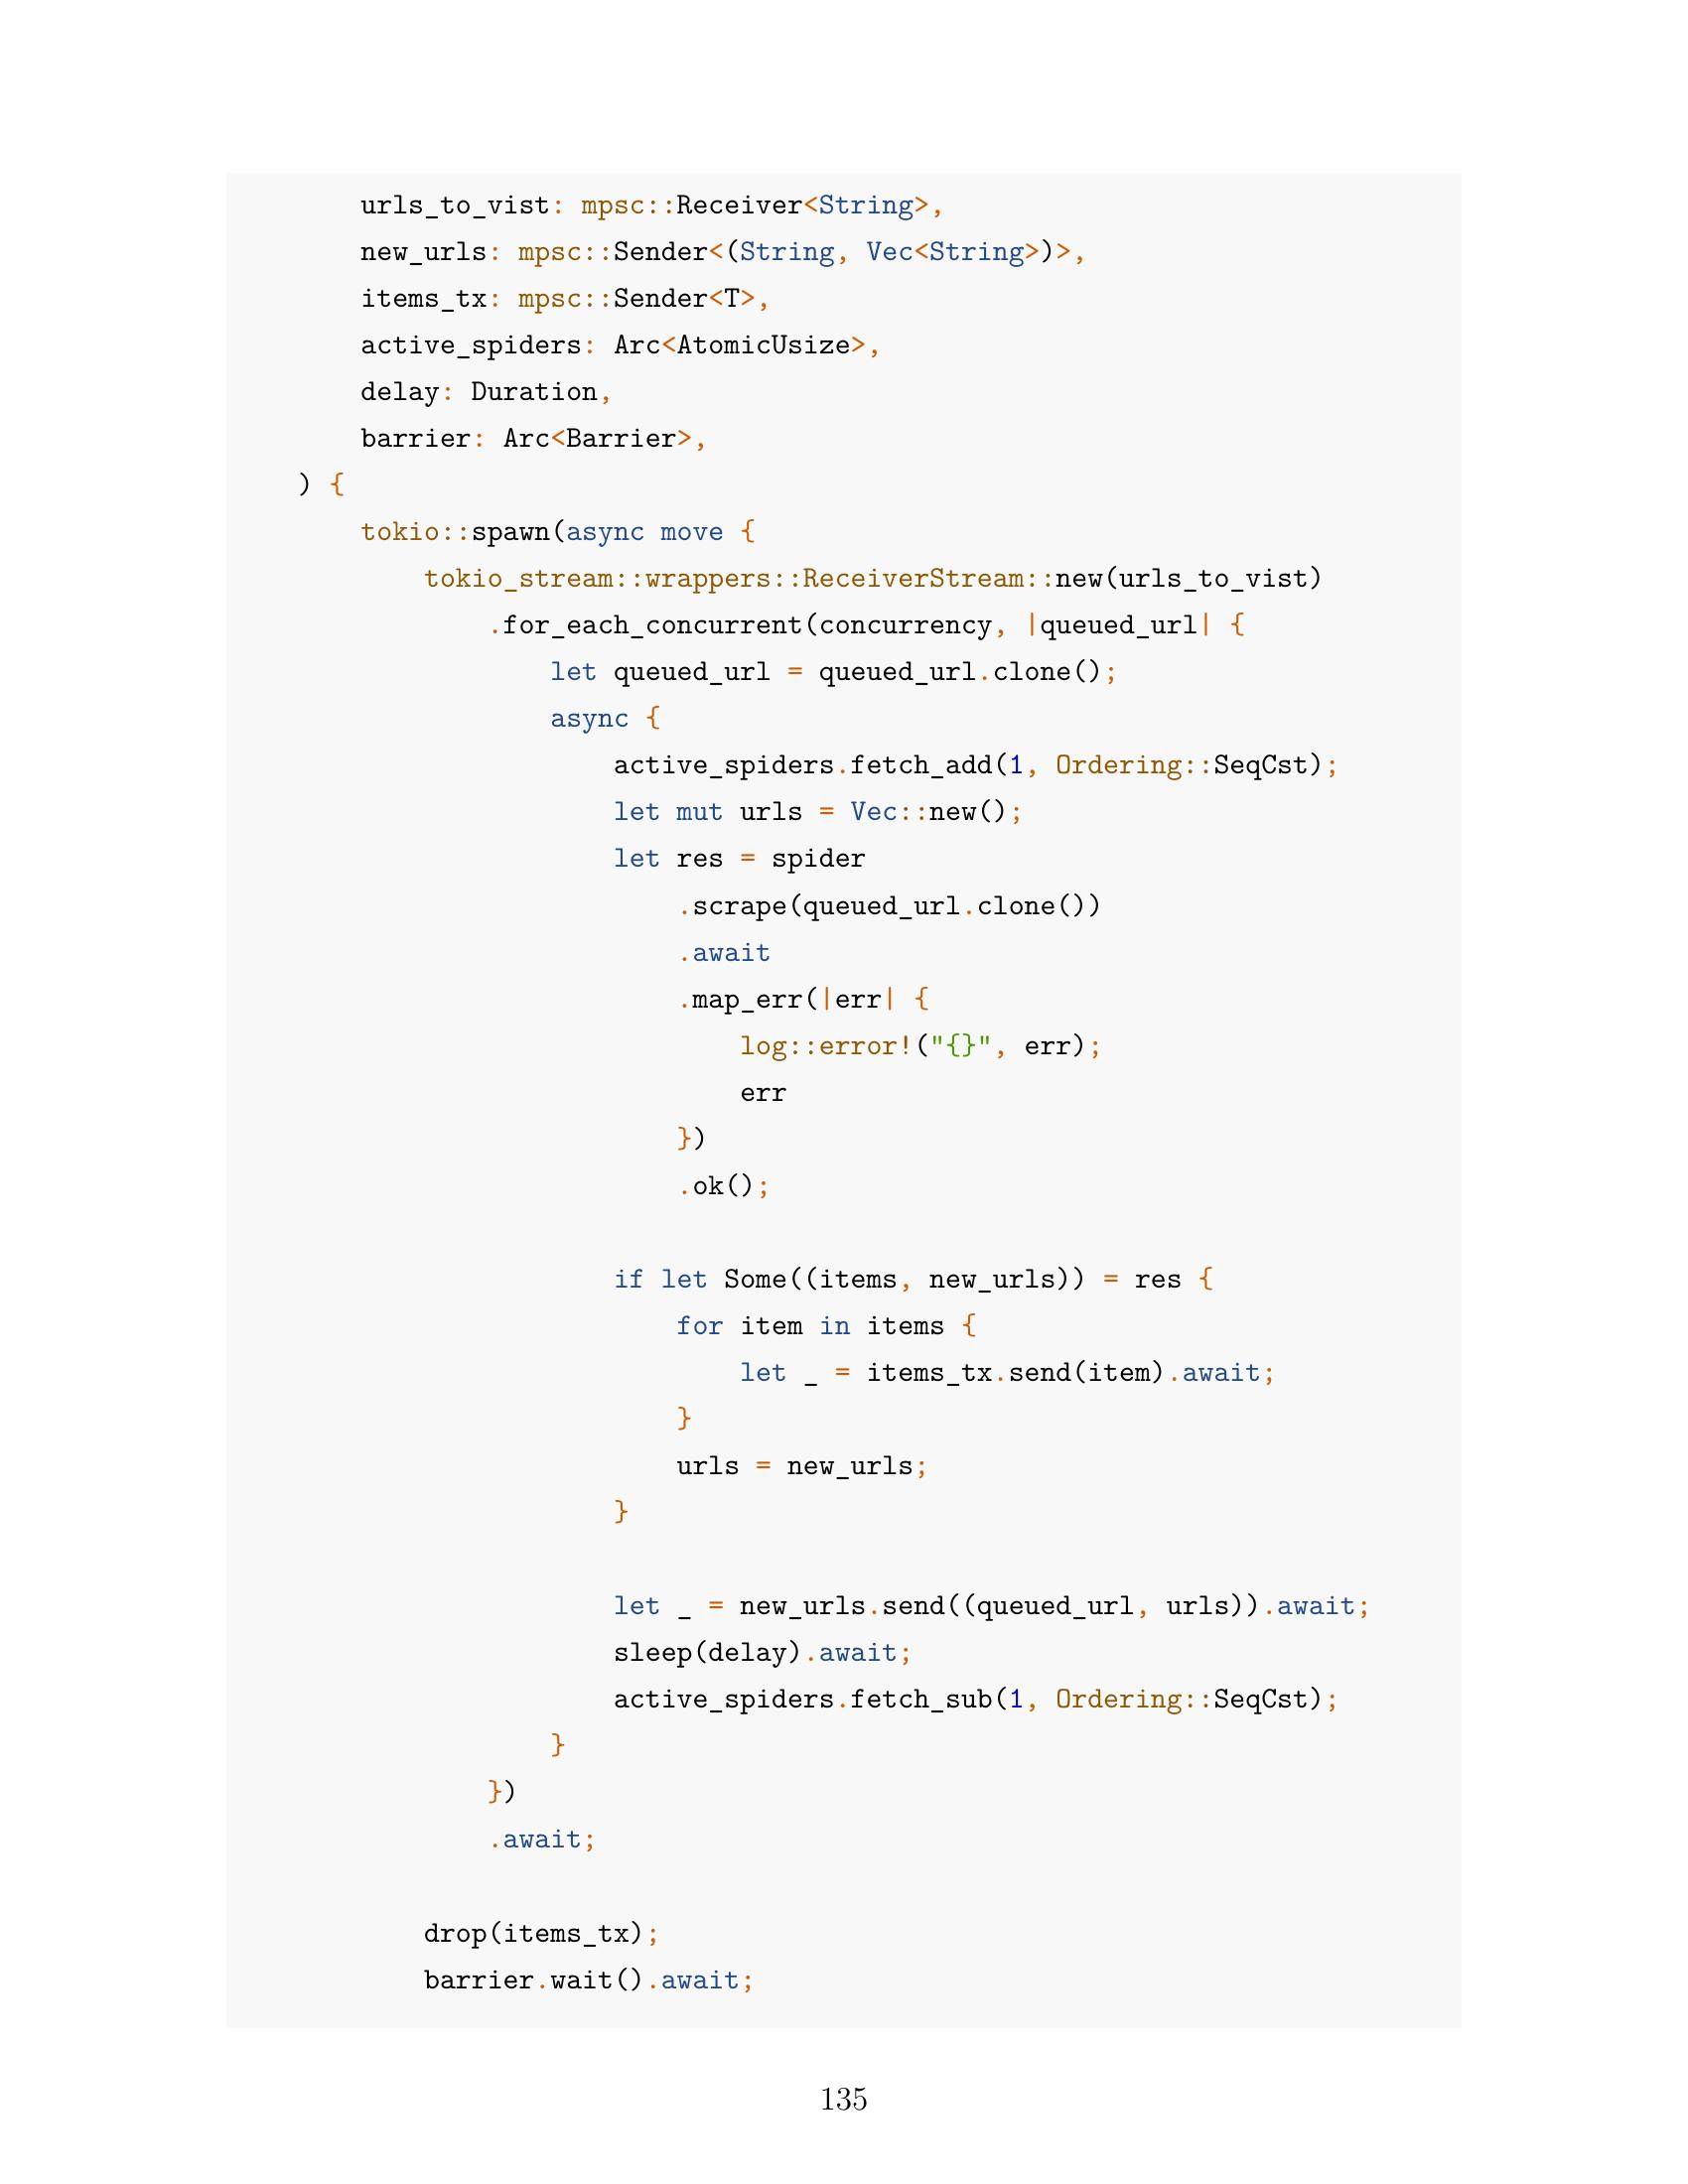 urls_to_vist: mpsc::Receiver<String>,
new_urls: mpsc::Sender<(String, Vec<String>)>,
items_tx: mpsc::Sender<T>,
active_spiders: Arc<AtomicUsize>,
delay: Duration,
barrier: Arc<Barrier>,
) {
tokio::spawn(async move {
tokio_stream::wrappers::ReceiverStream::new(urls_to_vist)
.for_each_concurrent(concurrency, |queued_url| {
let queued_url = queued_url.clone();
async {
active_spiders.fetch_add(1, Ordering::SeqCst);
let mut urls = Vec::new();
let res = spider
.scrape(queued_url.clone())
.await
.map_err(|err| {
log::error!("{}", err);
err
})
.ok();
if let Some((items, new_urls)) = res {
for item in items {
let _ = items_tx.send(item).await;
}
urls = new_urls;
}
let _ = new_urls.send((queued_url, urls)).await;
sleep(delay).await;
active_spiders.fetch_sub(1, Ordering::SeqCst);
}
})
.await;
drop(items_tx);
barrier.wait().await;
135